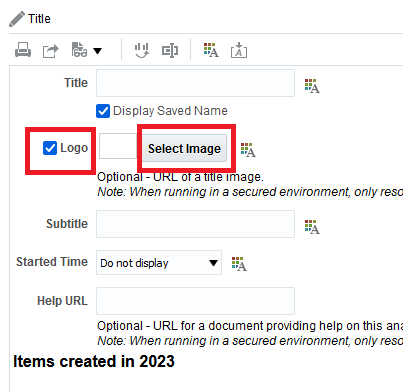 Title
Title
Display Saved Name
Logo
Select Image
Optional - URL of a title image.
Note: When running in a secured environment, only reso
Subtitle
Started Time
Do not display
Help URL
Optional - URL for a document providing help on this ana
Note: When running in a secured environment, only reso
Items created in 2023